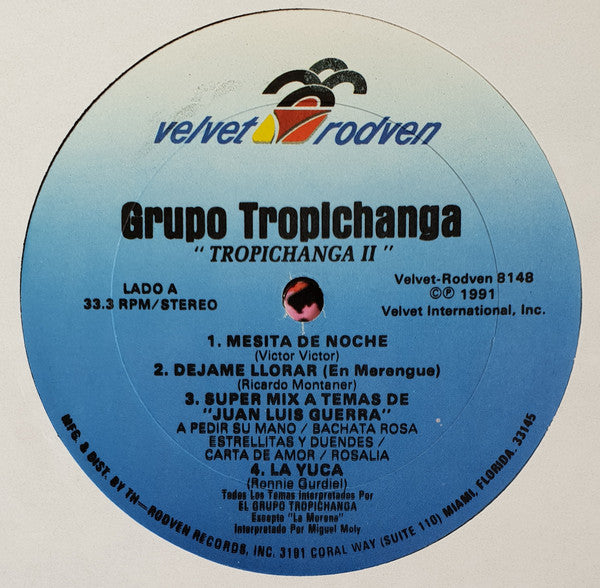 velvet rodven
Grupo Tropichanga
" TROPICHANGA II "
LADO A
33.3 RPM/STEREO
Velvet-Rodven 8148
©℗ 1991
Velvet International, Inc.
1. MESITA DE NOCHE
(Victor Victor)
2. DEJAME LLORAR (En Merengue)
(Ricardo Montaner)
3. SUPER MIX A TEMAS DE
"JUAN LUIS GUERRA"
A PEDIR SU MANO / BACHATA ROSA
ESTRELLITAS Y DUENDES /
CARTA DE AMOR / ROSALIA
4. LA YUCA
(Ronnie Gurdiel)
Todos Los Temas Interpretados Por
EL GRUPO TROPICHANGA
Excepto "La Morena"
Interpretado Por Miguel Moly
MFG. & DIST. BY TH—RODVEN RECORDS, INC. 3191 CORAL WAY (SUITE 110) MIAMI, FLORIDA. 33145